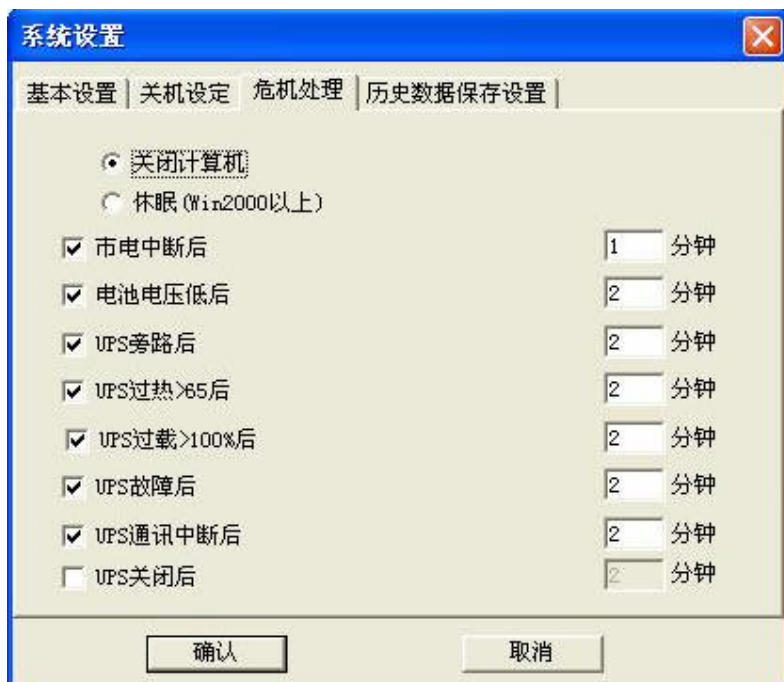 系统设置
基本设置 关机设定 危机处理 历史数据保存设置
关闭计算机
休眠(Win2000以上)
市电中断后 1 分钟
电池电压低后 2 分钟
UPS旁路后 2 分钟
UPS过热>65后 2 分钟
UPS过载>100%后 2 分钟
UPS故障后 2 分钟
UPS通讯中断后 2 分钟
UPS关闭后 2 分钟
确认 取消